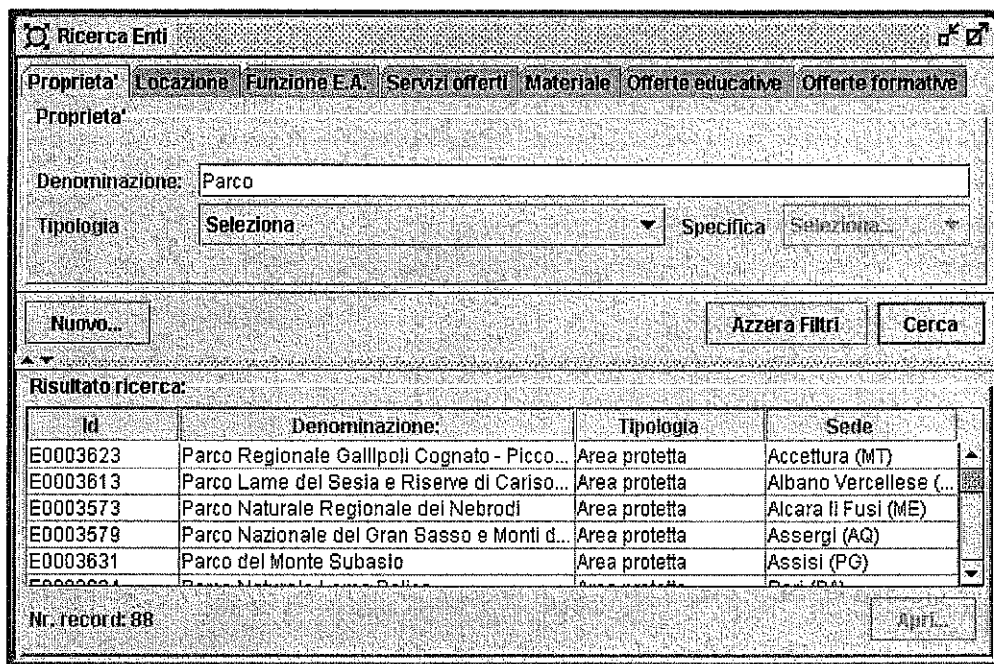 Ricerca Enti
Proprieta' Locazione Funzione E.A. Servizi offerti Materiale Offerte educative Offerte formative
Proprieta'
Denominazione: Parco
Tipologia Seleziona Specifica Seleziona...
Nuovo... Azzera Filtri Cerca
Risultato ricerca:
Id Denominazione: Tipologia Sede
E0003623 Parco Regionale Gallipoli Cognato - Picco... Area protetta Accettura (MT)
E0003613 Parco Lame del Sesia e Riserve di Cariso... Area protetta Albano Vercellese (...
E0003573 Parco Naturale Regionale dei Nebrodi Area protetta Alcara li Fusi (ME)
E0003579 Parco Nazionale del Gran Sasso e Monti d... Area protetta Assergi (AQ)
E0003631 Parco del Monte Subasio Area protetta Assisi (PG)
Nr. record: 88 Apri...